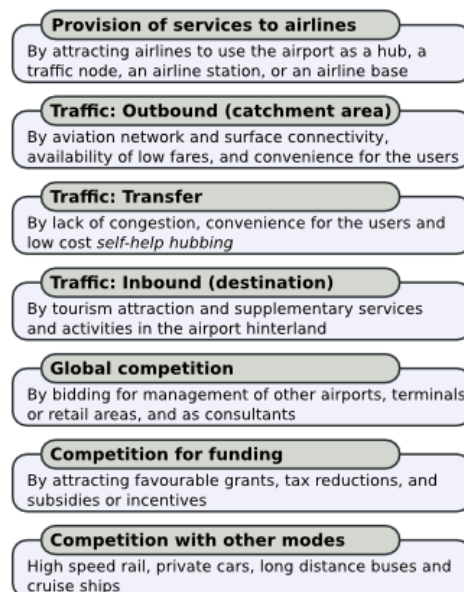 Provision of services to airlines
By attracting airlines to use the airport as a hub, a
traffic node, an airline station, or an airline base
Traffic: Outbound (catchment area)
By aviation network and surface connectivity,
availability of low fares, and convenience for the users
Traffic: Transfer
By lack of congestion, convenience for the users and
low cost self-help hubbing
Traffic: Inbound (destination)
By tourism attraction and supplementary services
and activities in the airport hinterland
Global competition
By bidding for management of other airports, terminals
or retail areas, and as consultants
Competition for funding
By attracting favourable grants, tax reductions, and
subsidies or incentives
Competition with other modes
High speed rail, private cars, long distance buses and
cruise ships